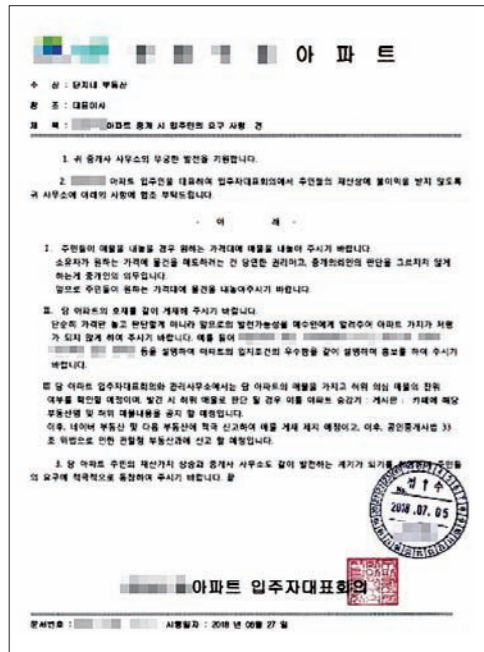 아 파 트
수 신 : 단지내 부동산
참 조 : 대표이사
제 목 : 아파트 중개 시 입주민의 요구 사항 건
1. 귀 중개사 사무소의 무궁한 발전을 기원합니다.
2. 아파트 입주민을 대표하여 입주자대표회의에서 주민들의 재산상에 불이익을 받지 않도록
귀 사무소에 아래의 사항에 협조 부탁드립니다.
- 아 래 -
Ⅰ. 주민들이 매물을 내놓을 경우 원하는 가격대에 매물을 내놓아 주시기 바랍니다.
소유자가 원하는 가격에 물건을 매도하려는 건 당연한 권리이고, 중개의뢰인의 판단을 그르치지 않게
하는게 중개인의 의무입니다.
앞으로 주민들이 원하는 가격대에 물건을 내놓아주시기 바랍니다.
Ⅱ. 당 아파트의 호재를 같이 게재해 주시기 바랍니다.
단순히 가격만 놓고 판단할게 아니라 앞으로의 발전가능성을 매수인에게 알려주어 아파트 가치가 저평
가 되지 않게 하여 주시기 바랍니다. 예를 들어
등을 설명하여 아파트의 입지조건의 우수함을 같이 설명하며 홍보를 하여 주시기
바랍니다.
Ⅲ 당 아파트 입주자대표회의와 관리사무소에서는 당 아파트의 매물을 가지고 허위 의심 매물의 진위
여부를 확인할 예정이며, 발견 시 허위 매물로 판단 될 경우 이를 아파트 승강기 : 게시판 : 카페에 해당
부동산명 및 허위 매물내용을 공지 할 예정입니다.
이후, 네이버 부동산 및 다음 부동산에 적극 신고하여 매물 게재 제지 예정이고, 이후, 공인중개사법 33
조 위법으로 인한 관할청 부동산과에 신고 할 예정입니다.
3. 당 아파트 주민의 재산가치 상승과 중개사 사무소도 같이 발전하는 계기가 되기를 주민들
의 요구에 적극적으로 동참하여 주시기 바랍니다. 끝
접 수
No.
2018.07.05
아파트 입주자대표회의
문서번호 : 시행일자 : 2018 년 06월 27 일